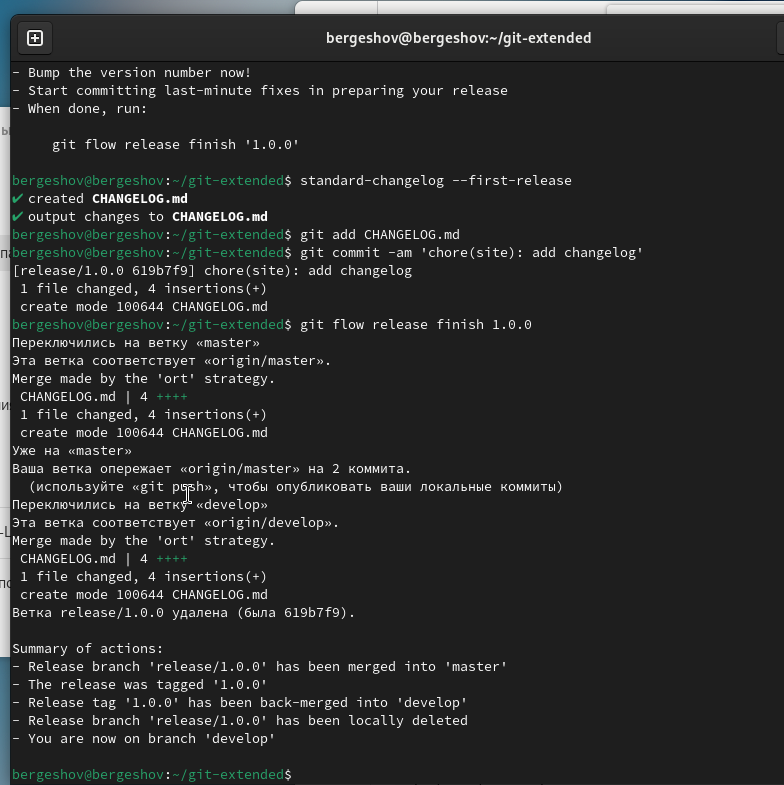 bergeshov@bergeshov:~/git-extended
- Bump the version number now!
- Start committing last-minute fixes in preparing your release
- When done, run:
git flow release finish '1.0.0'
bergeshov@bergeshov:~/git-extended$ standard-changelog --first-release
✔ created CHANGELOG.md
✔ output changes to CHANGELOG.md
bergeshov@bergeshov:~/git-extended$ git add CHANGELOG.md
bergeshov@bergeshov:~/git-extended$ git commit -am 'chore(site): add changelog'
[release/1.0.0 619b7f9] chore(site): add changelog
1 file changed, 4 insertions(+)
create mode 100644 CHANGELOG.md
bergeshov@bergeshov:~/git-extended$ git flow release finish 1.0.0
Переключились на ветку «master»
Эта ветка соответствует «origin/master».
Merge made by the 'ort' strategy.
CHANGELOG.md | 4 ++++
1 file changed, 4 insertions(+)
create mode 100644 CHANGELOG.md
Уже на «master»
Ваша ветка опережает «origin/master» на 2 коммита.
(используйте «git push», чтобы опубликовать ваши локальные коммиты)
Переключились на ветку «develop»
Эта ветка соответствует «origin/develop».
Merge made by the 'ort' strategy.
CHANGELOG.md | 4 ++++
1 file changed, 4 insertions(+)
create mode 100644 CHANGELOG.md
Ветка release/1.0.0 удалена (была 619b7f9).
Summary of actions:
- Release branch 'release/1.0.0' has been merged into 'master'
- The release was tagged '1.0.0'
- Release tag '1.0.0' has been back-merged into 'develop'
- Release branch 'release/1.0.0' has been locally deleted
- You are now on branch 'develop'
bergeshov@bergeshov:~/git-extended$